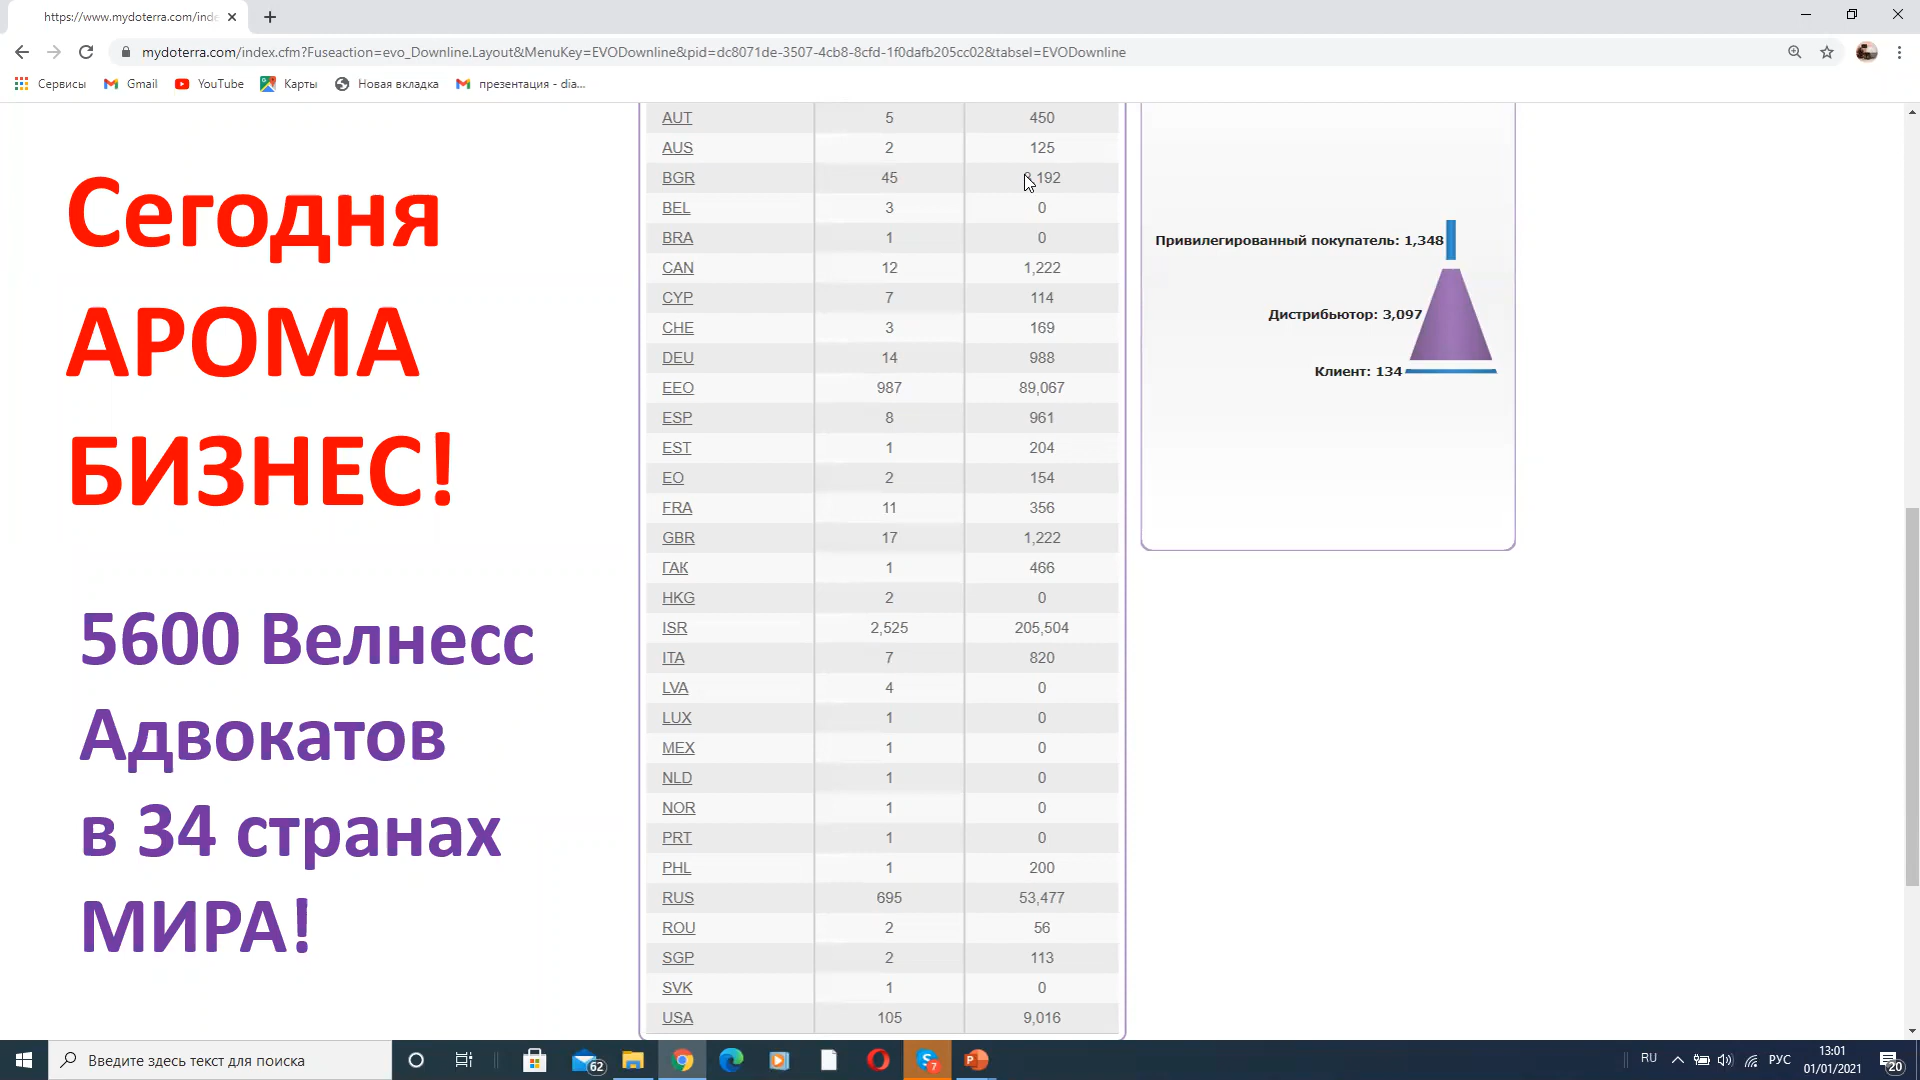 https://www.mydoterra.com/inde
mydoterra.com/index.cfm?Fuseaction=evo_Downline.Layout&MenuKey=EVODownline&pid=dc8071de-3507-4cb8-8cfd-1f0dafb205cc02&tabsel=EVODownline
Сервисы Gmail YouTube Карты Новая вкладка презентация - dia...
Сегодня
АРОМА
БИЗНЕС!
5600 Велнесс
Адвокатов
в 34 странах
МИРА!
AUT 5 450
AUS 2 125
BGR 45 ,192
BEL 3 0
BRA 1 0
CAN 12 1,222
CYP 7 114
CHE 3 169
DEU 14 988
EEO 987 89,067
ESP 8 961
EST 1 204
EO 2 154
FRA 11 356
GBR 17 1,222
ГАК 1 466
HKG 2 0
ISR 2,525 205,504
ITA 7 820
LVA 4 0
LUX 1 0
MEX 1 0
NLD 1 0
NOR 1 0
PRT 1 0
PHL 1 200
RUS 695 53,477
ROU 2 56
SGP 2 113
SVK 1 0
USA 105 9,016
Привилегированный покупатель: 1,348
Дистрибьютор: 3,097
Клиент: 134
Введите здесь текст для поиска
62
7
RU
РУС
13:01
01/01/2021
20